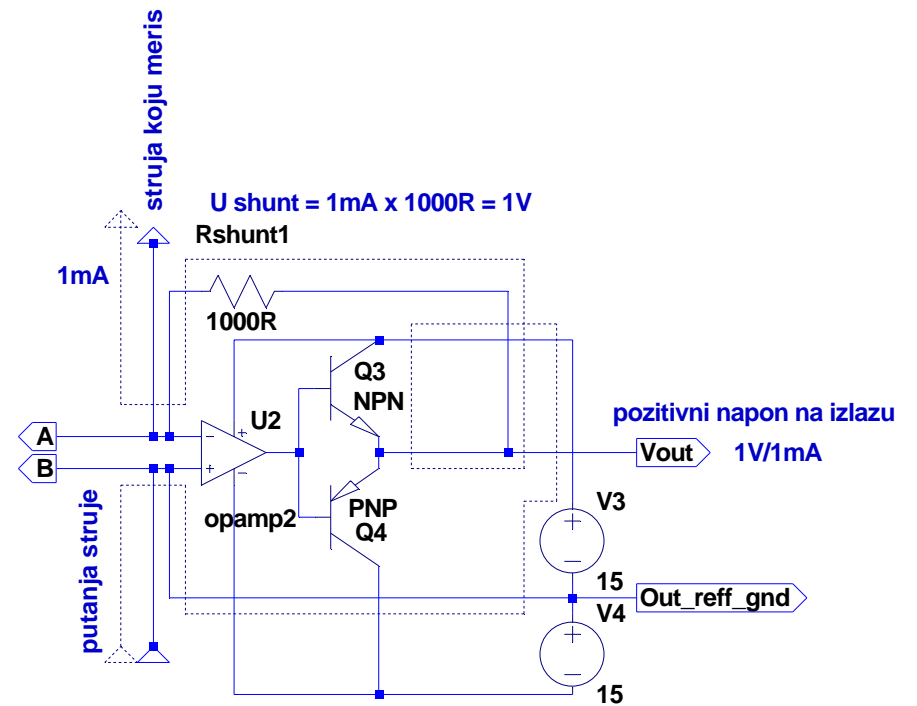 struja koju meris
U shunt = 1mA x 1000R = 1V
Rshunt1
1mA
1000R
Q3
NPN
U2
+
−
A
−
B
+
pozitivni napon na izlazu
Vout
1V/1mA
opamp2
PNP
Q4
V3
+
−
15
Out_reff_gnd
V4
+
−
15
putanja struje